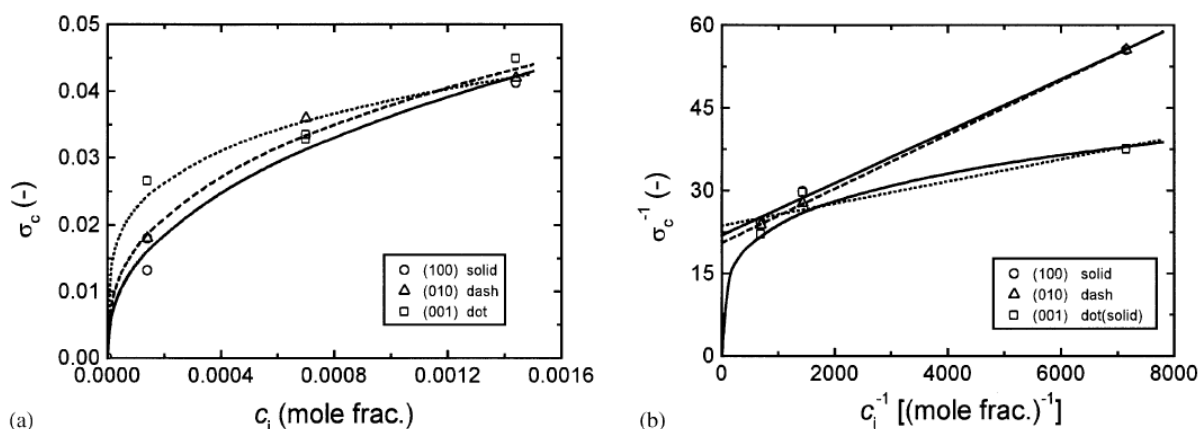 0.05
0.04
0.03
0.02
0.01
0.00
σc (-)
0.0000 0.0004 0.0008 0.0012 0.0016
ci (mole frac.)
(100) solid
(010) dash
(001) dot
(a)
60
45
30
15
0
σc-1 (-)
0 2000 4000 6000 8000
ci-1 [(mole frac.)-1]
(100) solid
(010) dash
(001) dot(solid)
(b)